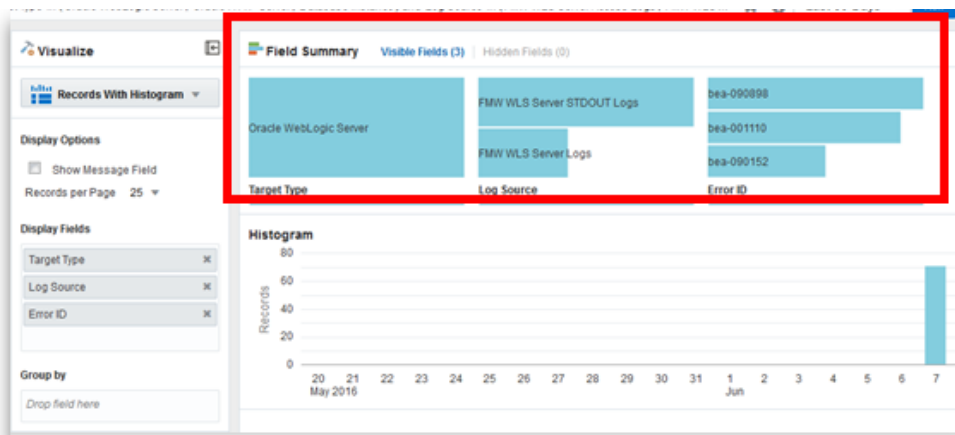 Visualize
Records With Histogram
Display Options
Show Message Field
Records per Page 25
Display Fields
Target Type
Log Source
Error ID
Group by
Drop field here
Field Summary Visible Fields (3) Hidden Fields (0)
Oracle WebLogic Server
Target Type
FMW WLS Server STDOUT Logs
FMW WLS Server Logs
Log Source
bea-090898
bea-001110
bea-090152
Error ID
Histogram
80
60
40
20
0
Records
20 21 22 23 24 25 26 27 28 29 30 31 1 2 3 4 5 6 7
May 2016 Jun